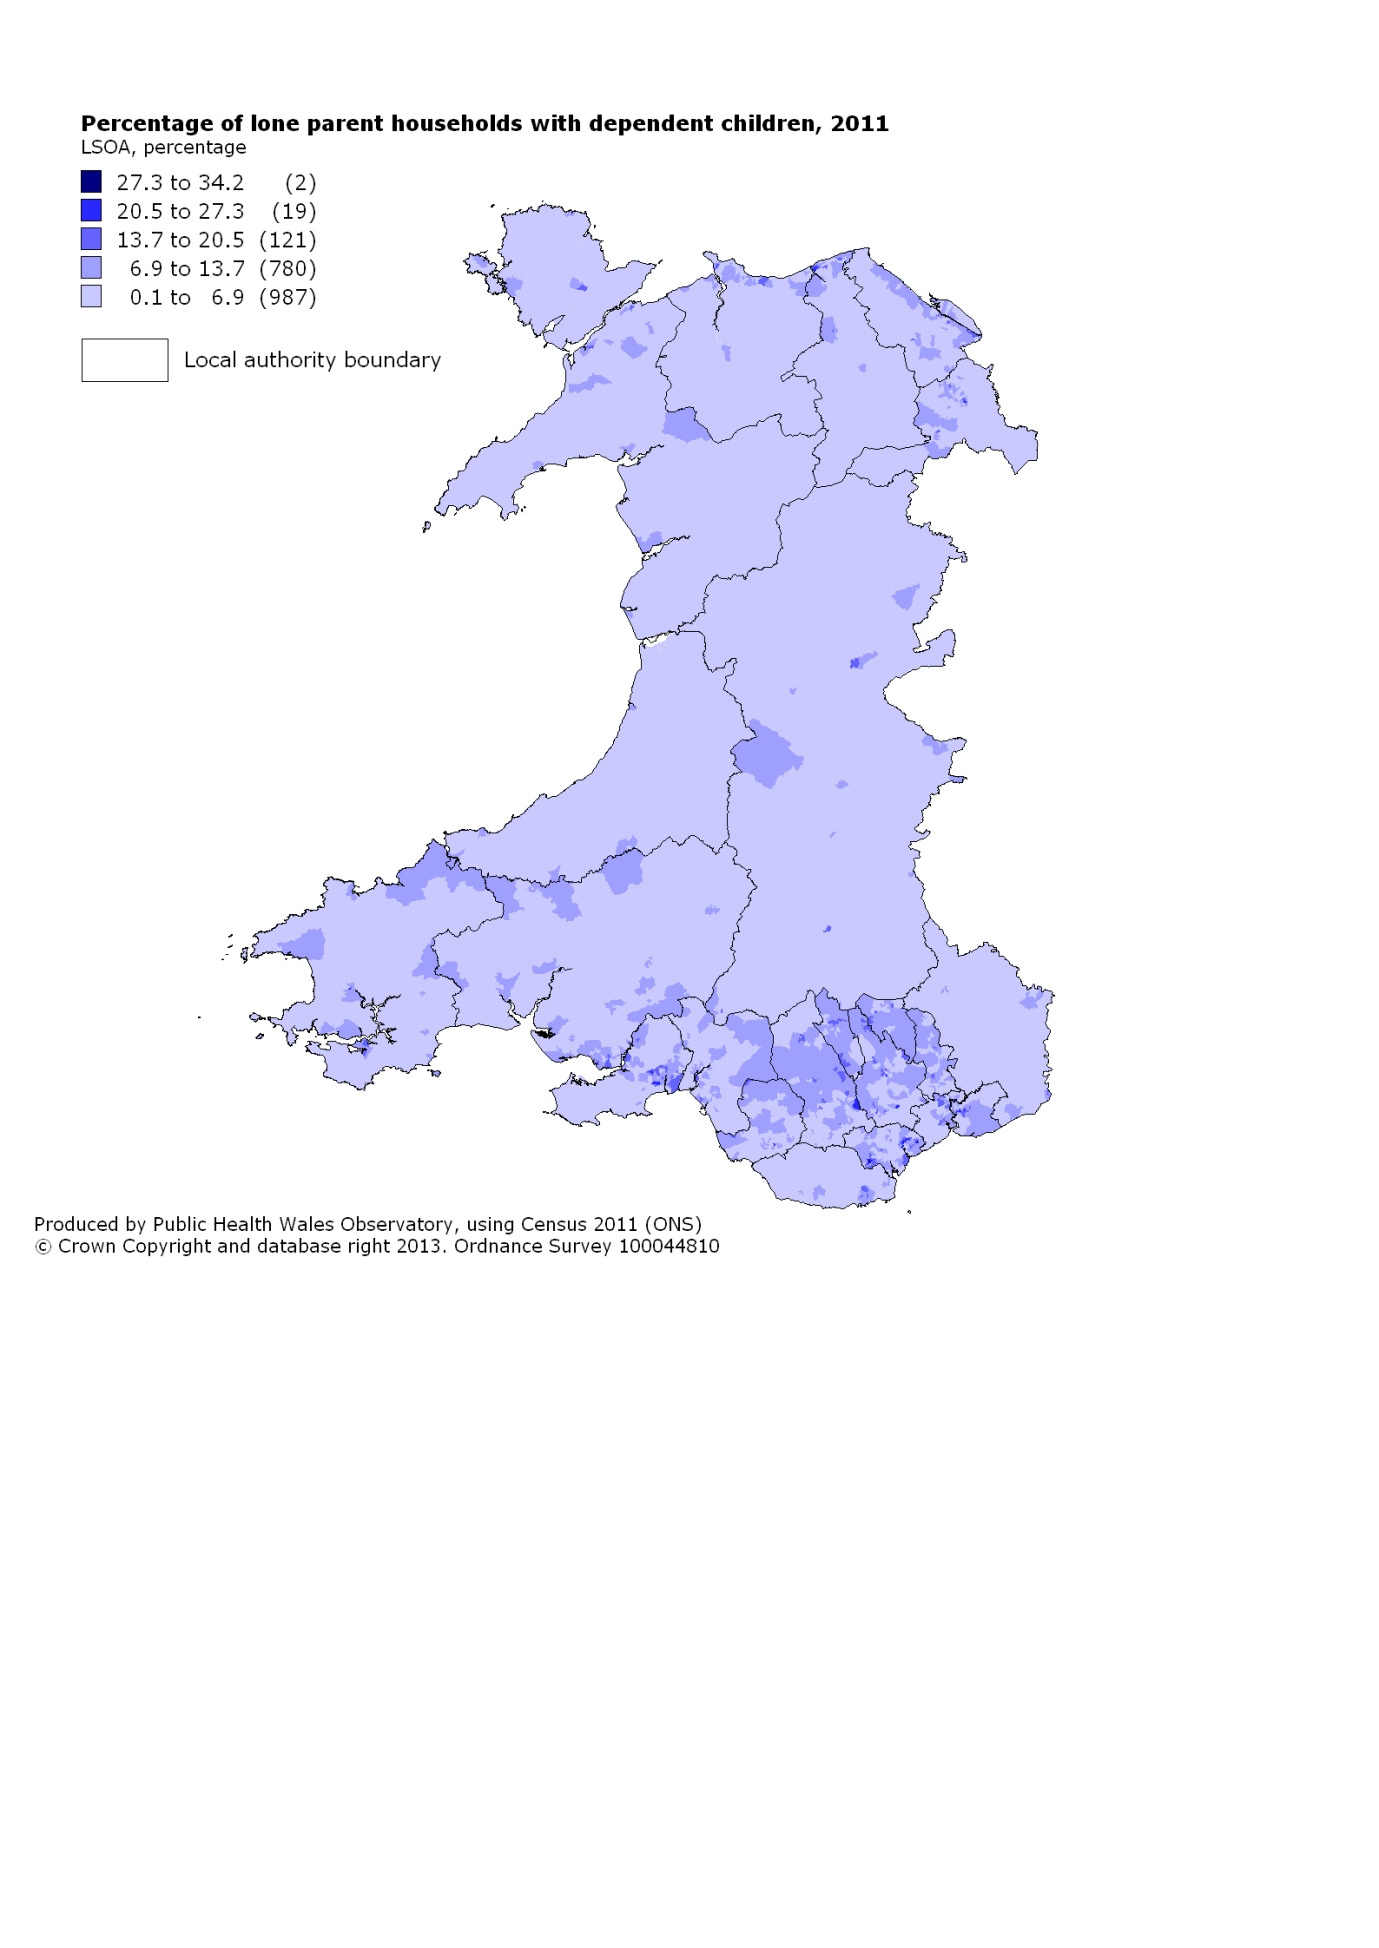 Percentage of lone parent households with dependent children, 2011
LSOA, percentage
27.3 to 34.2 (2)
20.5 to 27.3 (19)
13.7 to 20.5 (121)
6.9 to 13.7 (780)
0.1 to 6.9 (987)
Local authority boundary
Produced by Public Health Wales Observatory, using Census 2011 (ONS)
© Crown Copyright and database right 2013. Ordnance Survey 100044810